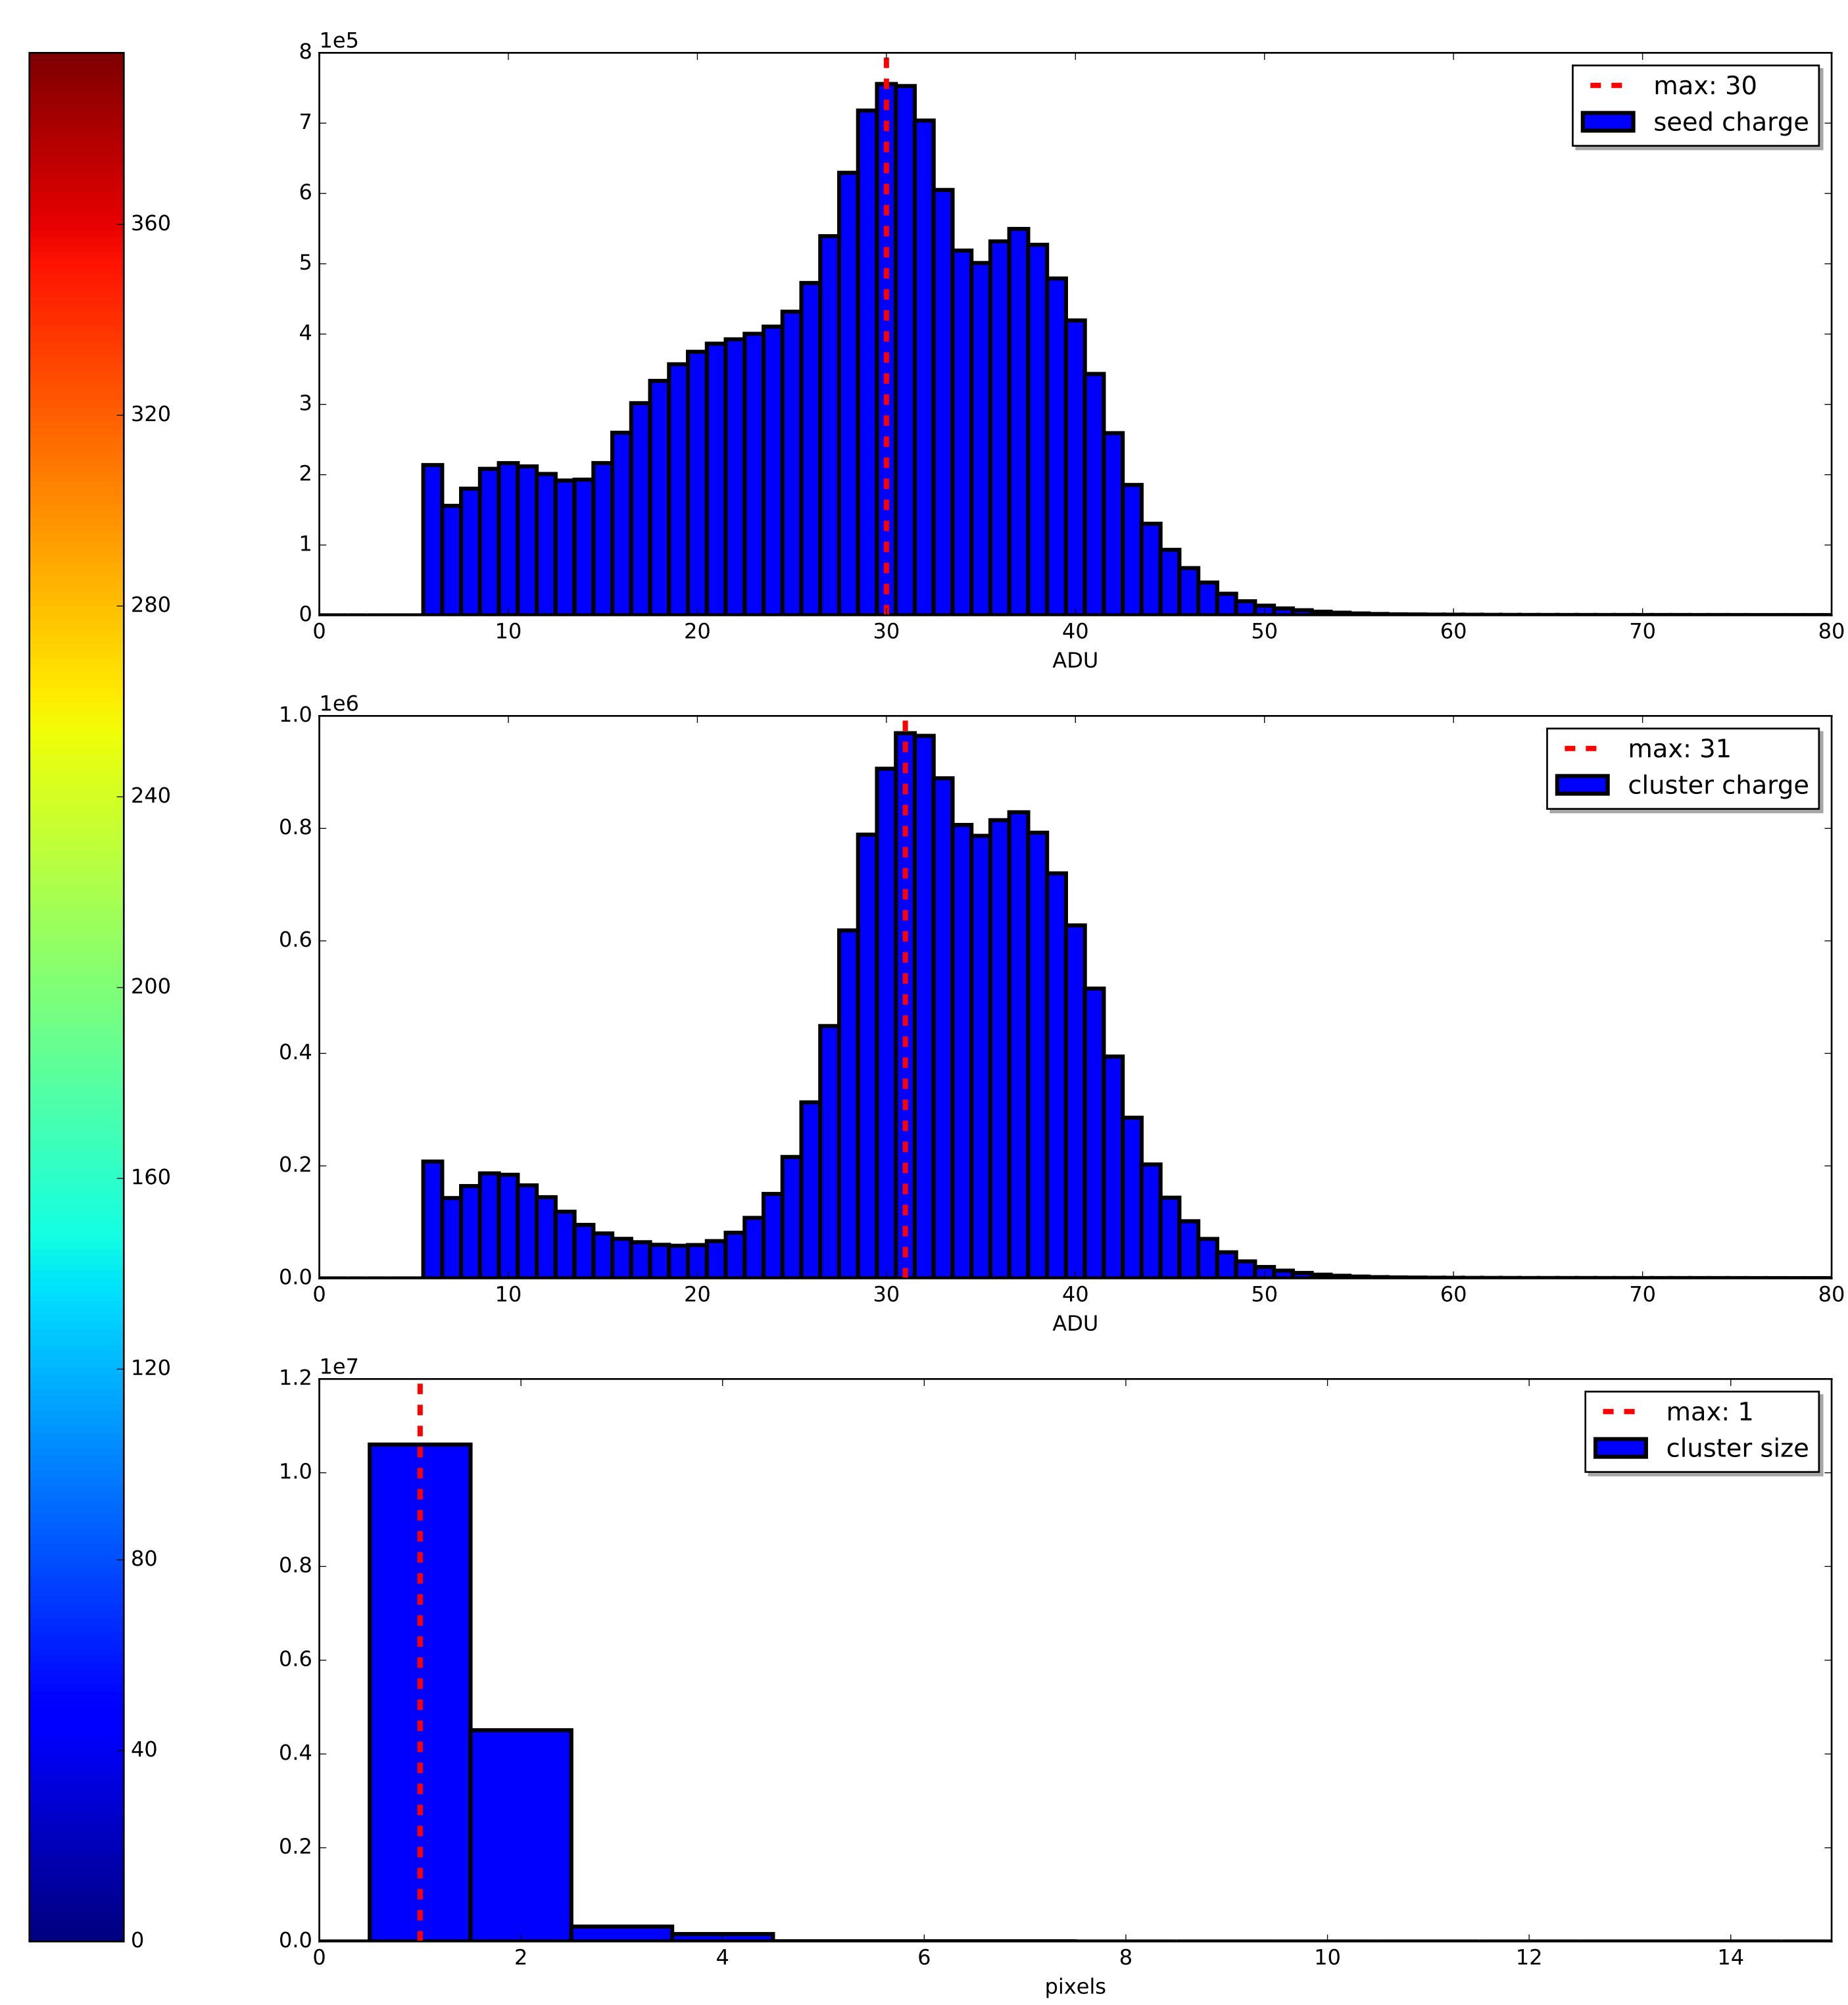 360
320
280
240
200
160
120
80
40
0
1e5
8
7
6
5
4
3
2
1
0
0 10 20 30 40 50 60 70 80
ADU
max: 30
seed charge
1e6
1.0
0.8
0.6
0.4
0.2
0.0
0 10 20 30 40 50 60 70 80
ADU
max: 31
cluster charge
1e7
1.2
1.0
0.8
0.6
0.4
0.2
0.0
0 2 4 6 8 10 12 14
pixels
max: 1
cluster size